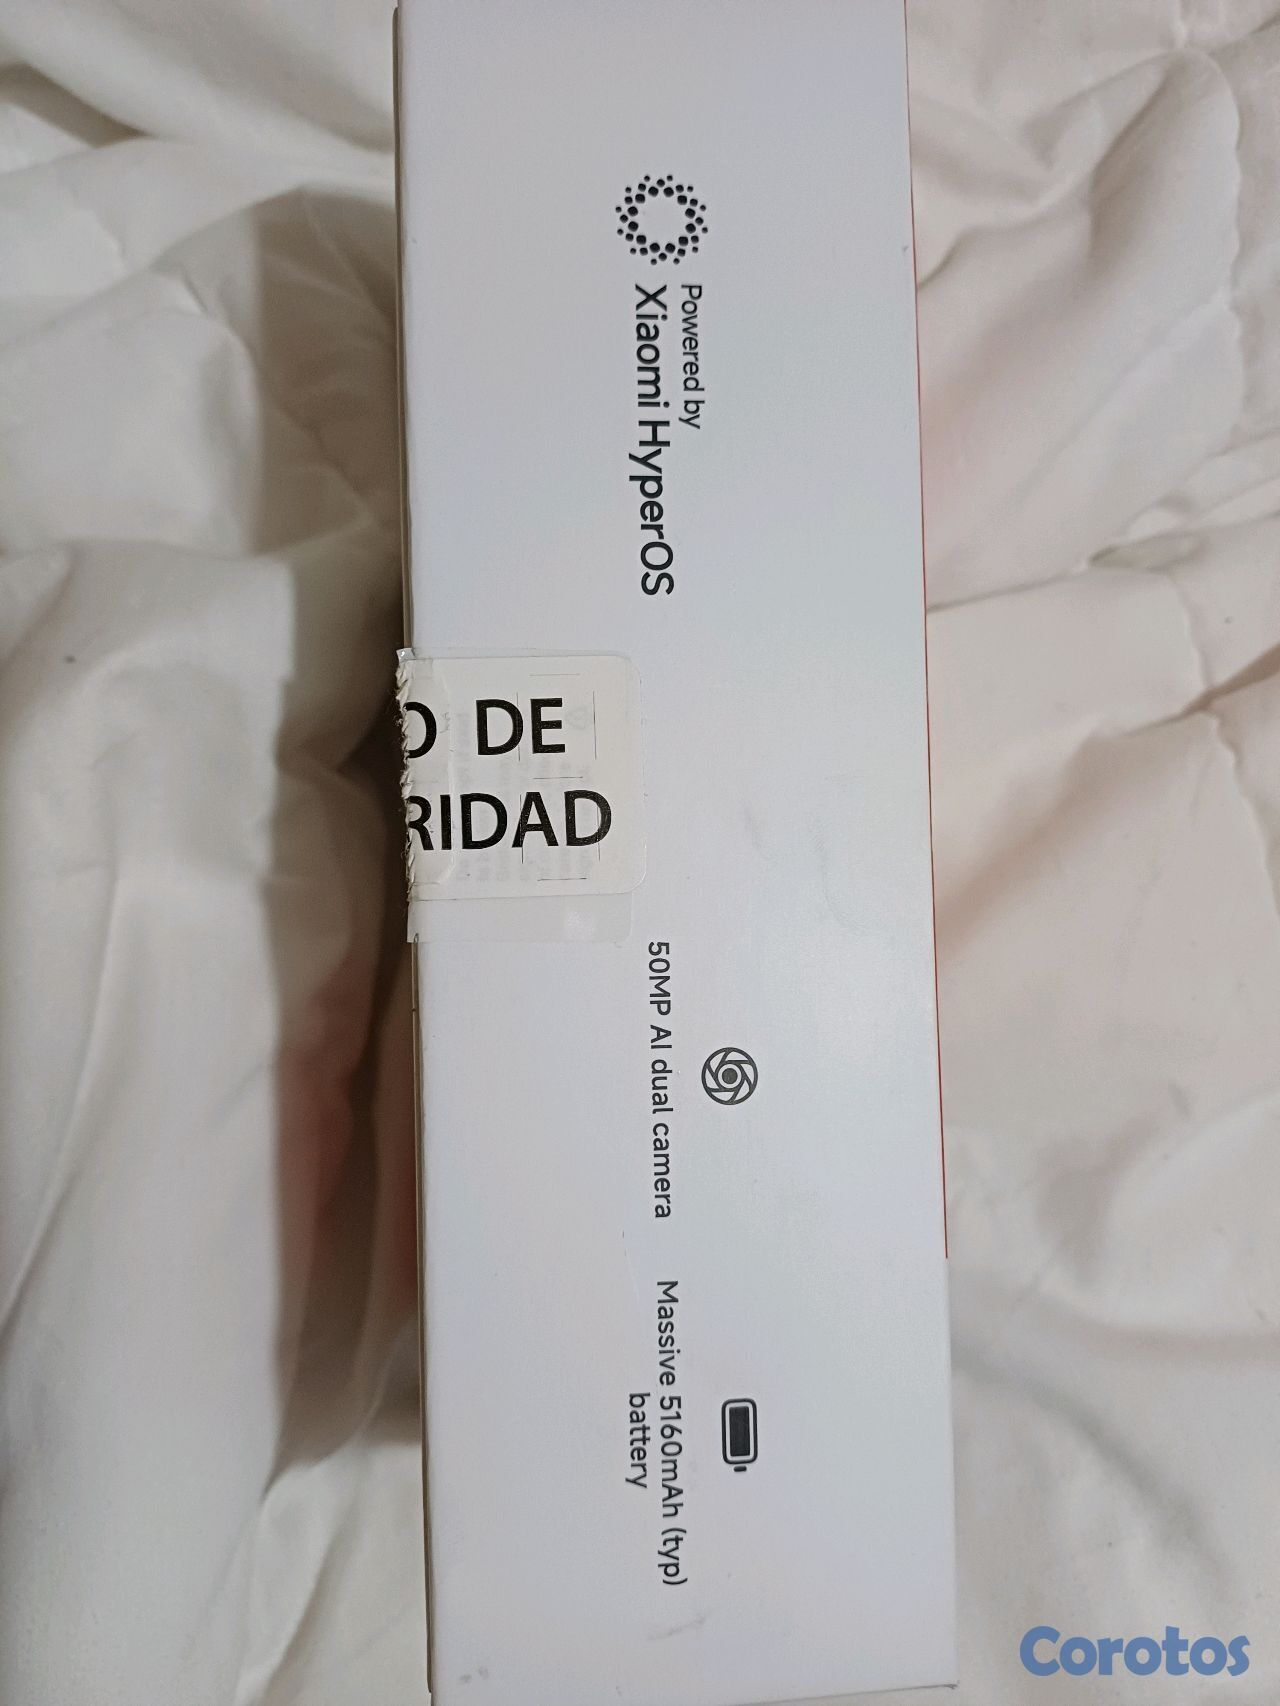 Powered by
Xiaomi HyperOS
O DE
RIDAD
50MP AI dual camera
Massive 5160mAh (typ)
battery
Corotos